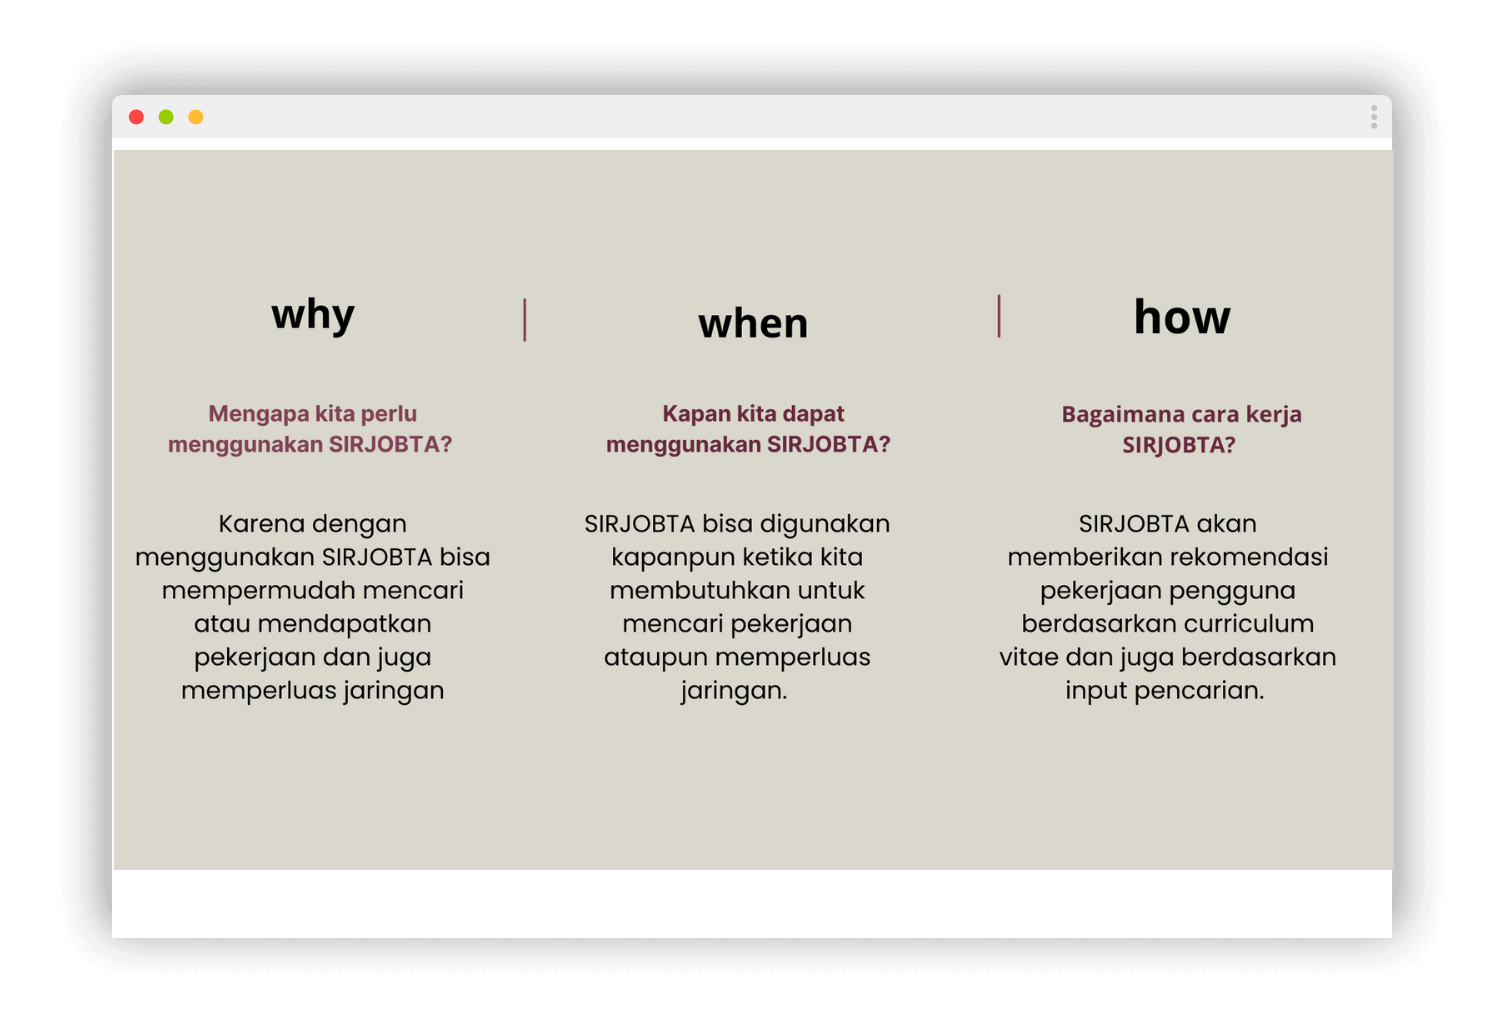 why
Mengapa kita perlu
menggunakan SIRJOBTA?
Karena dengan
menggunakan SIRJOBTA bisa
mempermudah mencari
atau mendapatkan
pekerjaan dan juga
memperluas jaringan
when
Kapan kita dapat
menggunakan SIRJOBTA?
SIRJOBTA bisa digunakan
kapanpun ketika kita
membutuhkan untuk
mencari pekerjaan
ataupun memperluas
jaringan.
how
Bagaimana cara kerja
SIRJOBTA?
SIRJOBTA akan
memberikan rekomendasi
pekerjaan pengguna
berdasarkan curriculum
vitae dan juga berdasarkan
input pencarian.